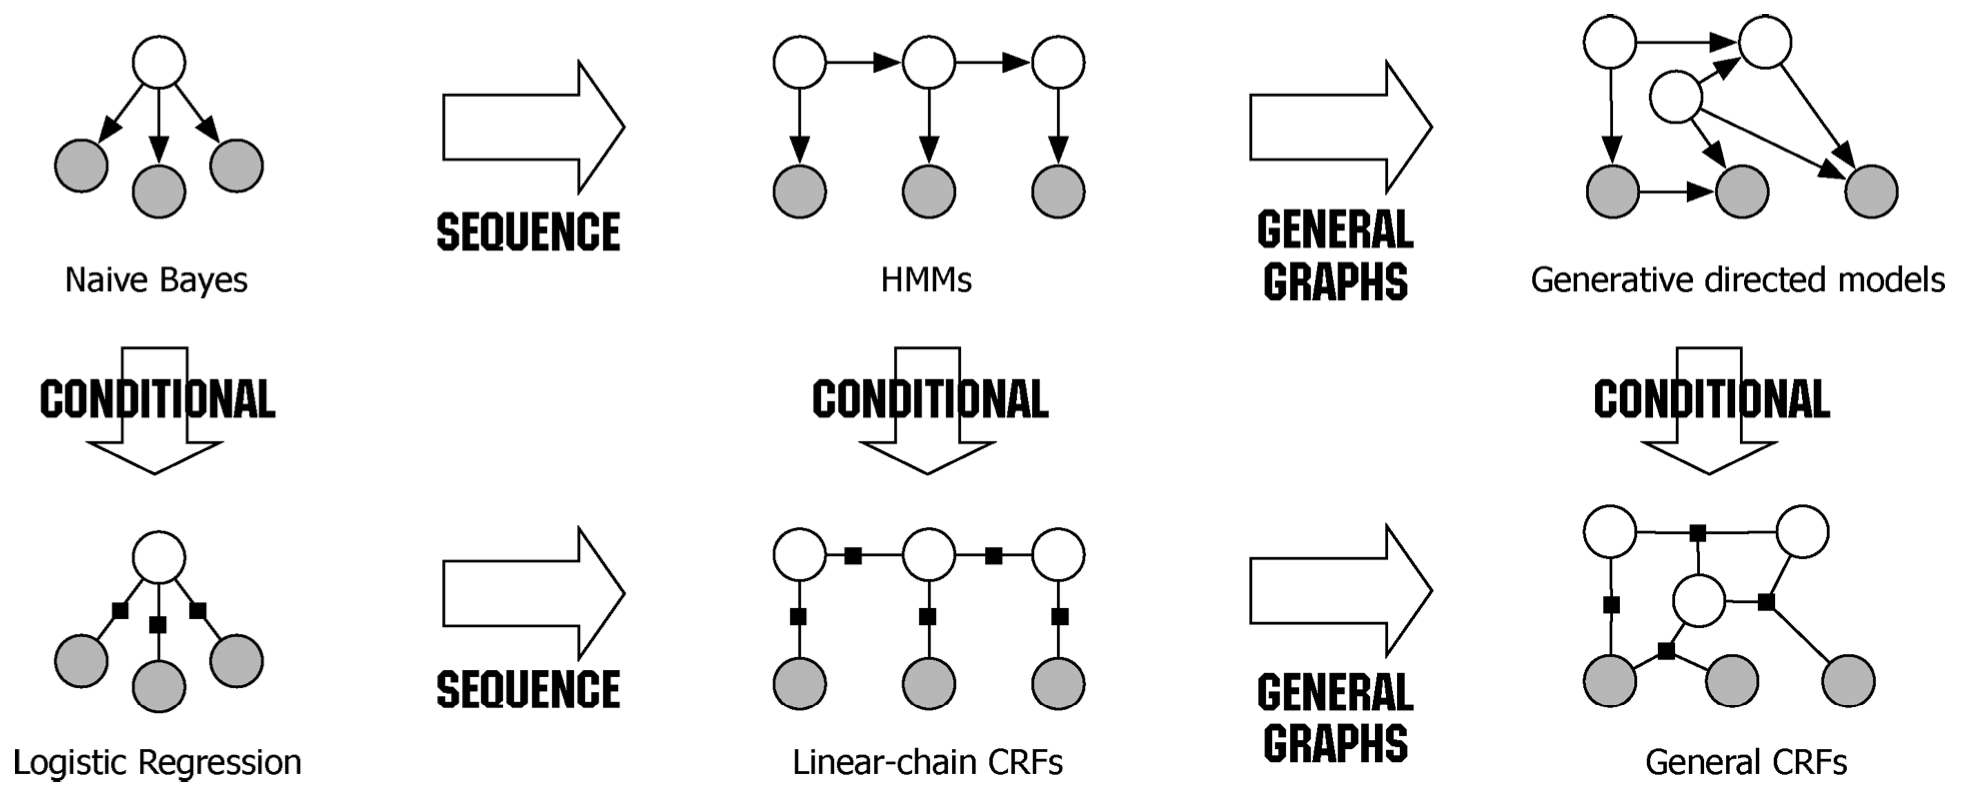 SEQUENCE
GENERAL
GRAPHS
Naive Bayes
HMMs
Generative directed models
CONDITIONAL
CONDITIONAL
CONDITIONAL
SEQUENCE
GENERAL
GRAPHS
Logistic Regression
Linear-chain CRFs
General CRFs